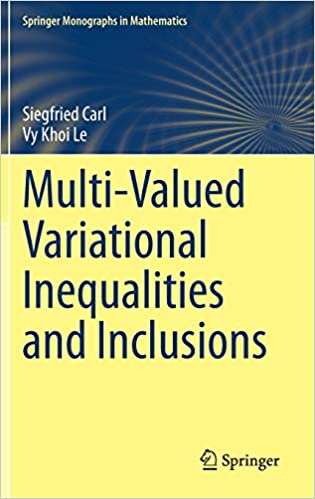 Springer Monographs in Mathematics
Siegfried Carl
Vy Khoi Le
Multi-Valued
Variational
Inequalities
and Inclusions
Springer